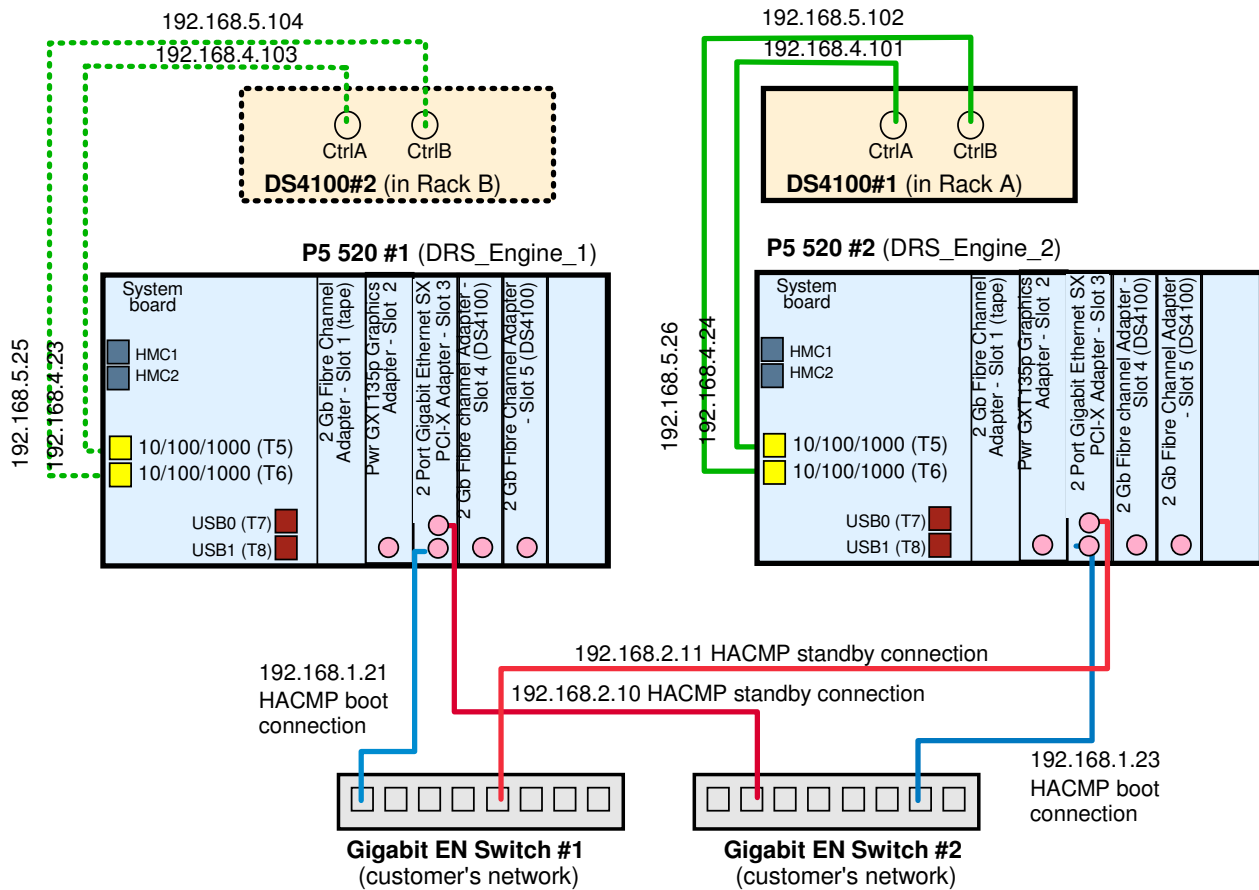 192.168.5.104
192.168.4.103
CtrlA
CtrlB
DS4100#2 (in Rack B)
192.168.5.102
192.168.4.101
CtrlA
CtrlB
DS4100#1 (in Rack A)
P5 520 #1 (DRS_Engine_1)
192.168.5.25
192.168.4.23
System
board
HMC1
HMC2
10/100/1000 (T5)
10/100/1000 (T6)
USB0 (T7)
USB1 (T8)
2 Gb Fibre Channel
Adapter - Slot 1 (tape)
Pwr GXT135p Graphics
Adapter - Slot 2
2 Port Gigabit Ethernet SX
PCI-X Adapter - Slot 3
2 Gb Fibre channel Adapter -
Slot 4 (DS4100)
2 Gb Fibre Channel Adapter
- Slot 5 (DS4100)
P5 520 #2 (DRS_Engine_2)
192.168.5.26
192.168.4.24
System
board
HMC1
HMC2
10/100/1000 (T5)
10/100/1000 (T6)
USB0 (T7)
USB1 (T8)
2 Gb Fibre Channel
Adapter - Slot 1 (tape)
Pwr GXT135p Graphics
Adapter - Slot 2
2 Port Gigabit Ethernet SX
PCI-X Adapter - Slot 3
2 Gb Fibre channel Adapter -
Slot 4 (DS4100)
2 Gb Fibre Channel Adapter
- Slot 5 (DS4100)
192.168.1.21
HACMP boot
connection
192.168.2.11 HACMP standby connection
192.168.2.10 HACMP standby connection
192.168.1.23
HACMP boot
connection
Gigabit EN Switch #1
(customer's network)
Gigabit EN Switch #2
(customer's network)